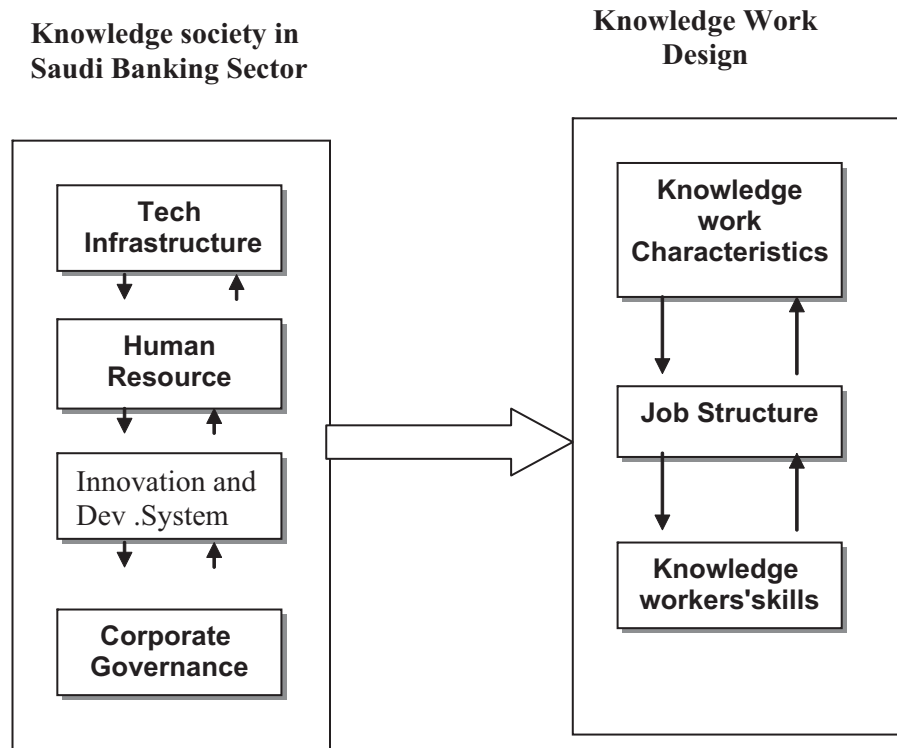 Knowledge society in
Saudi Banking Sector
Tech
Infrastructure
Human
Resource
Innovation and
Dev .System
Corporate
Governance
Knowledge Work
Design
Knowledge
work
Characteristics
Job Structure
Knowledge
workers'skills